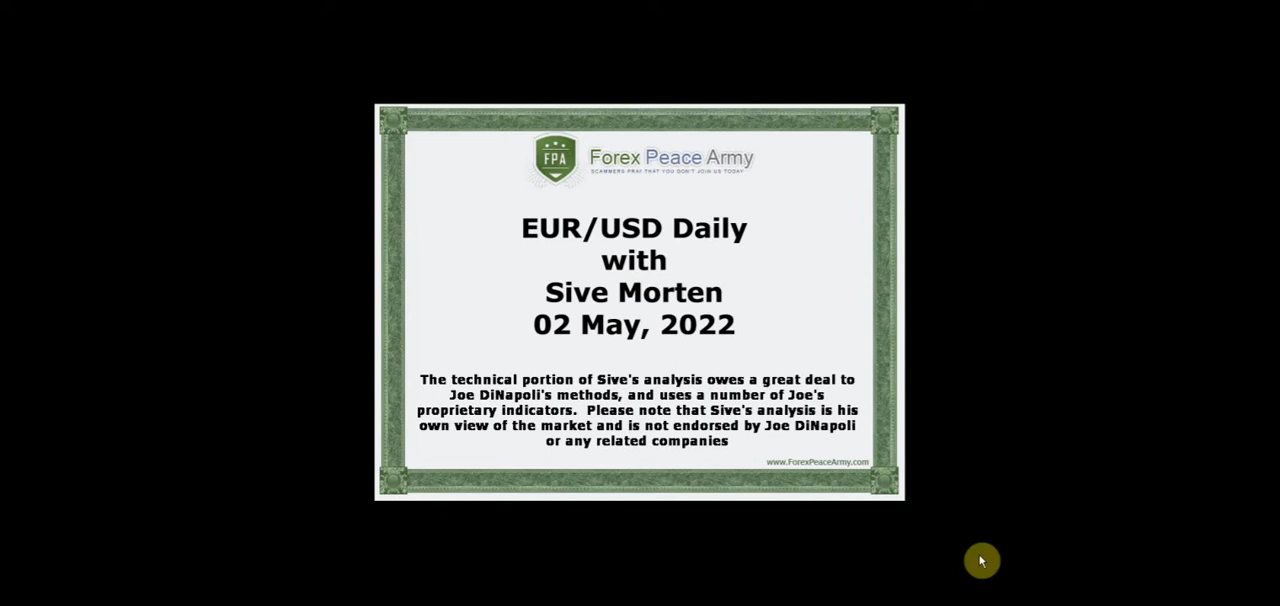 FPA
Forex Peace Army
SCAMMERS PRAY THAT YOU DON'T JOIN US TODAY
EUR/USD Daily
with
Sive Morten
02 May, 2022
The technical portion of Sive's analysis owes a great deal to
Joe DiNapoli's methods, and uses a number of Joe's
proprietary indicators.  Please note that Sive's analysis is his
own view of the market and is not endorsed by Joe DiNapoli
or any related companies
www.ForexPeaceArmy.com